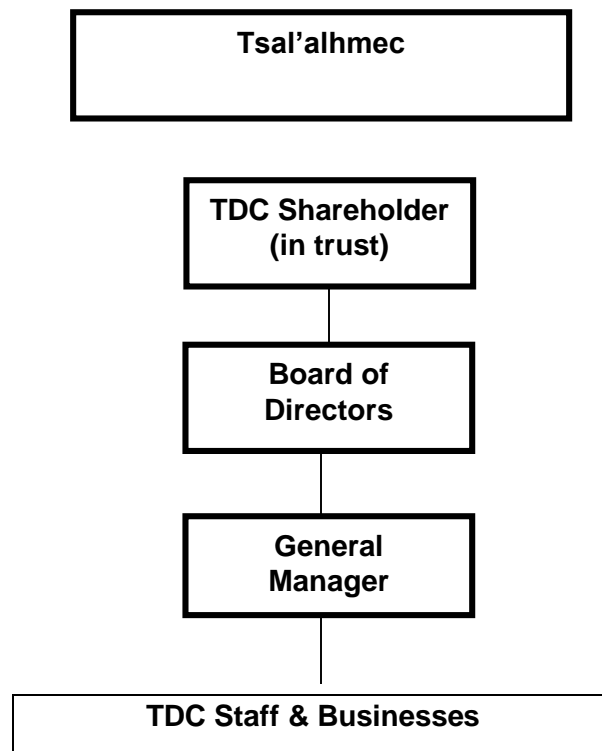 Tsal’alhmec
TDC Shareholder
(in trust)
Board of
Directors
General
Manager
TDC Staff & Businesses